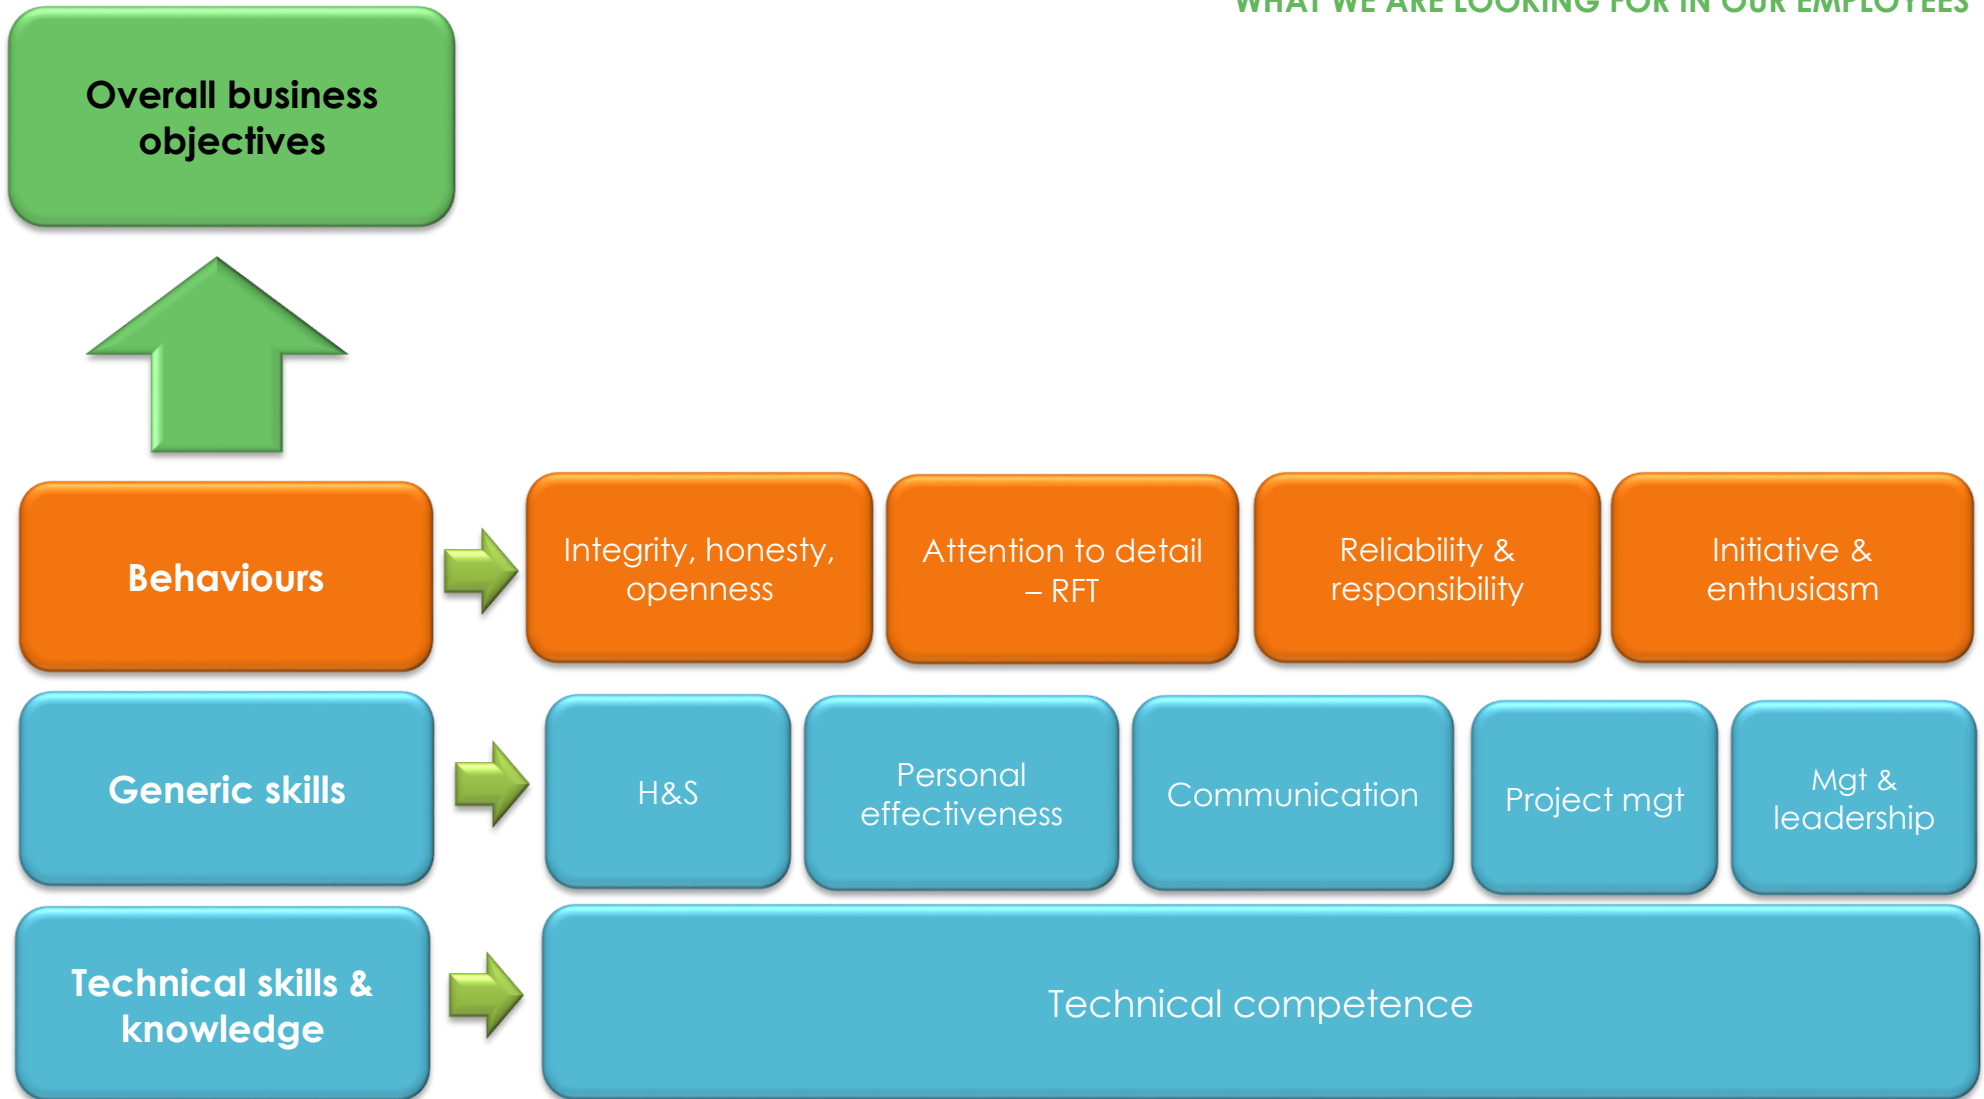 WHAT WE ARE LOOKING FOR IN OUR EMPLOYEES
Overall business
objectives
Behaviours
Integrity, honesty,
openness
Attention to detail
– RFT
Reliability &
responsibility
Initiative &
enthusiasm
Generic skills
H&S
Personal
effectiveness
Communication
Project mgt
Mgt &
leadership
Technical skills &
knowledge
Technical competence